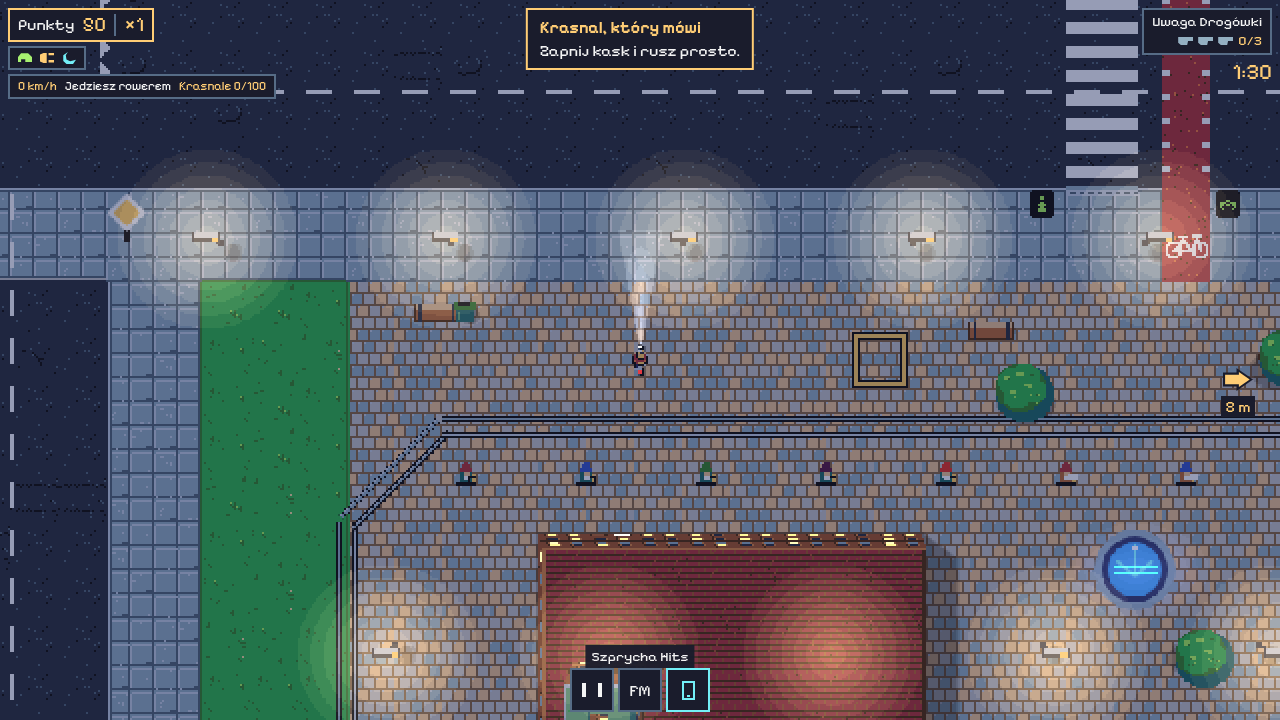 Punkty 80 ×1
0 km/h Jedziesz rowerem Krasnale 0/100
Krasnal, który mówi
Zapnij kask i rusz prosto.
Uwaga Drogówki
0/3
1:30
8 m
Szprycha Hits
FM